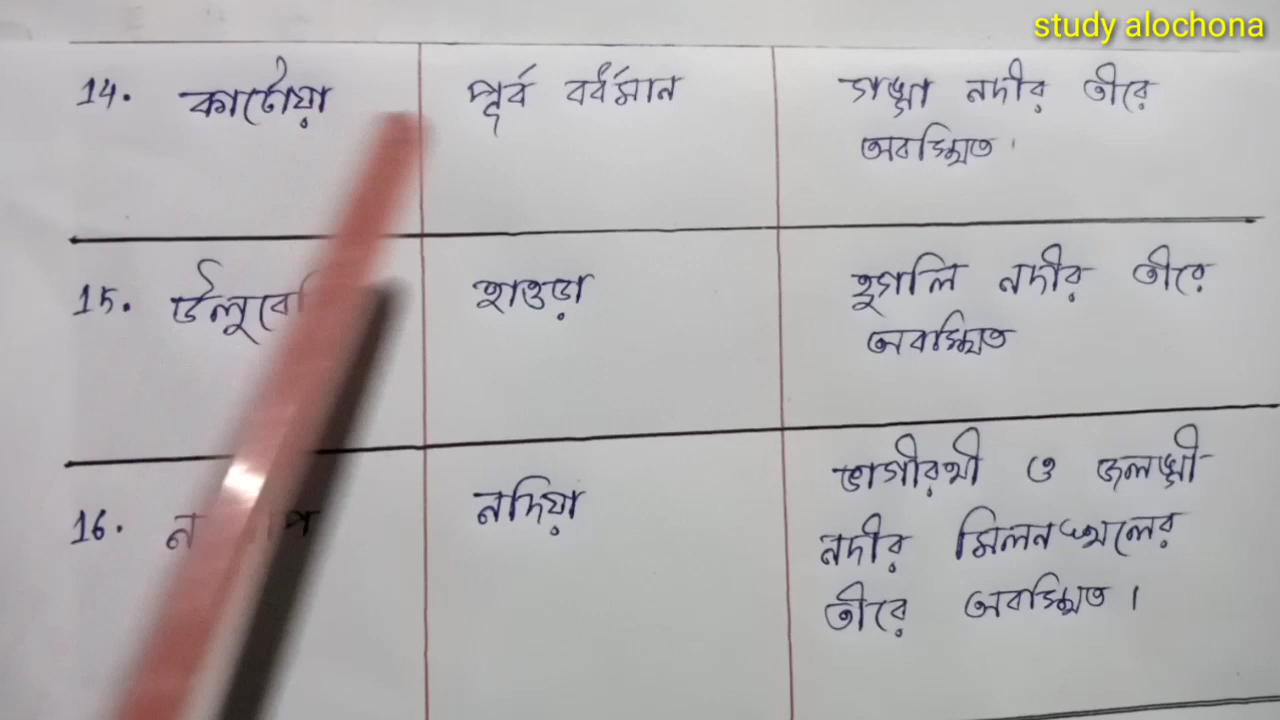 study alochona
14. কাটোয়া পূর্ব বর্ধমান গঙ্গা নদীর তীরে
অবস্থিত।
15. হাওড়া হুগলি নদীর তীরে
অবস্থিত
16. নদিয়া ভাগীরথী ও জলঙ্গী
নদীর মিলনস্থলের
তীরে অবস্থিত।